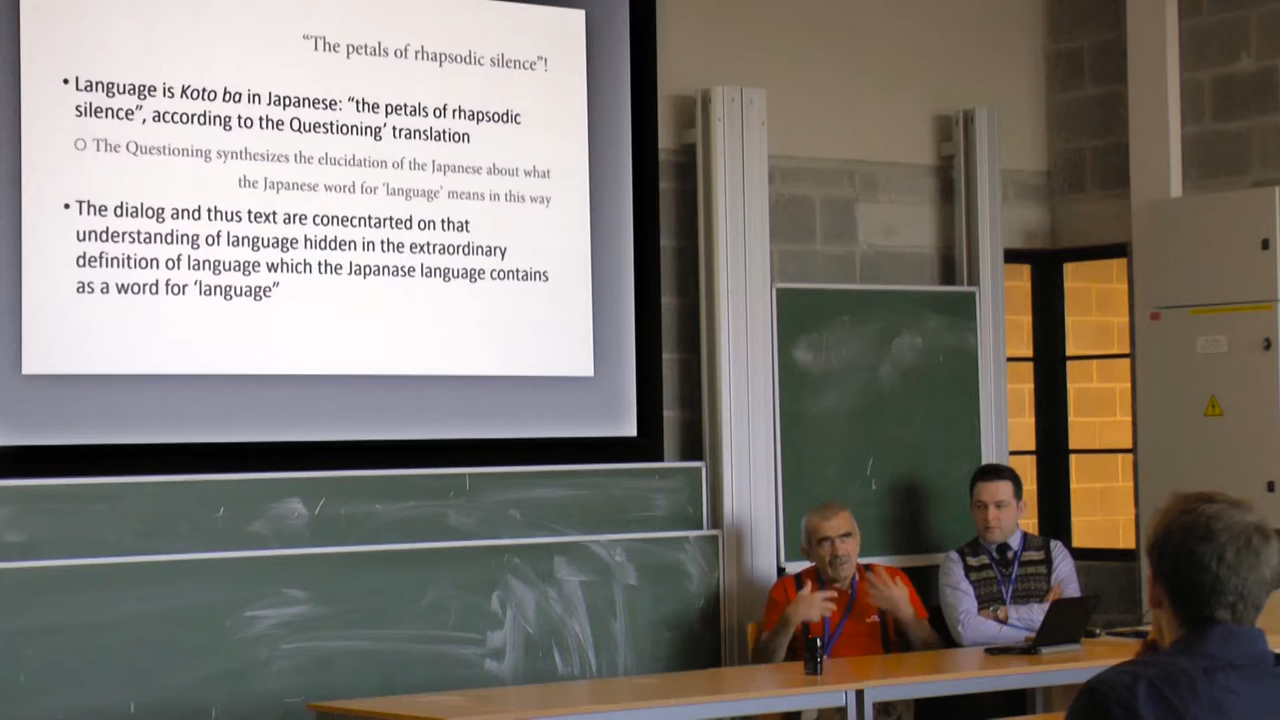 “The petals of rhapsodic silence”!
• Language is Koto ba in Japanese: “the petals of rhapsodic
silence”, according to the Questioning’ translation
○ The Questioning synthesizes the elucidation of the Japanese about what
the Japanese word for 'language' means in this way
• The dialog and thus text are conecntarted on that
understanding of language hidden in the extraordinary
definition of language which the Japanase language contains
as a word for ‘language”